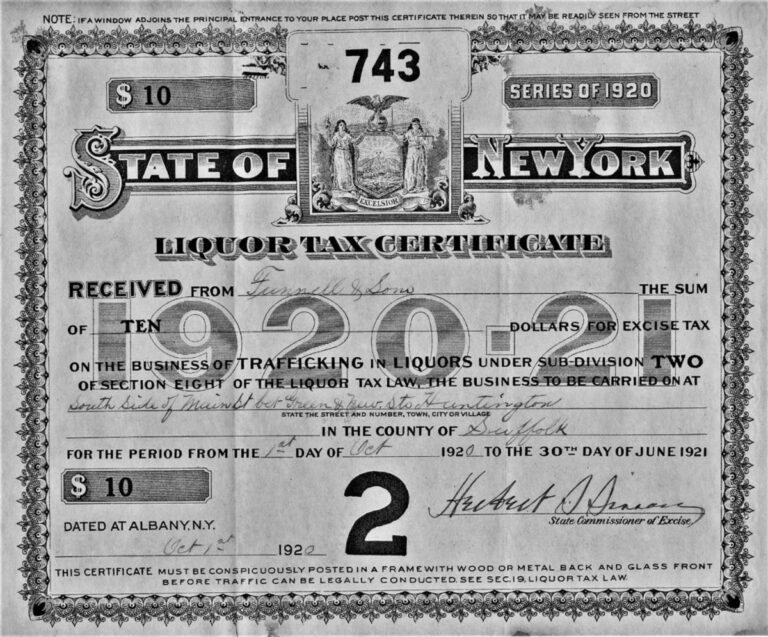 NOTE: IF A WINDOW ADJOINS THE PRINCIPAL ENTRANCE TO YOUR PLACE POST THIS CERTIFICATE THEREIN SO THAT IT MAY BE READILY SEEN FROM THE STREET
743
$ 10
SERIES OF 1920
STATE OF NEW YORK
EXCELSIOR
LIQUOR TAX CERTIFICATE
RECEIVED FROM Funnell & Sons THE SUM
1920-21
OF TEN DOLLARS FOR EXCISE TAX
ON THE BUSINESS OF TRAFFICKING IN LIQUORS UNDER SUB-DIVISION TWO
OF SECTION EIGHT OF THE LIQUOR TAX LAW, THE BUSINESS TO BE CARRIED ON AT
South Side of Main St bet Green & New Sts Huntington
STATE THE STREET AND NUMBER, TOWN, CITY OR VILLAGE
IN THE COUNTY OF Suffolk
FOR THE PERIOD FROM THE 1st DAY OF Oct 1920 TO THE 30TH DAY OF JUNE 1921
$ 10
2
Herbert S
State Commissioner of Excise
DATED AT ALBANY, N.Y.
Oct 1st 1920
THIS CERTIFICATE MUST BE CONSPICUOUSLY POSTED IN A FRAME WITH WOOD OR METAL BACK AND GLASS FRONT
BEFORE TRAFFIC CAN BE LEGALLY CONDUCTED. SEE SEC. 19, LIQUOR TAX LAW.